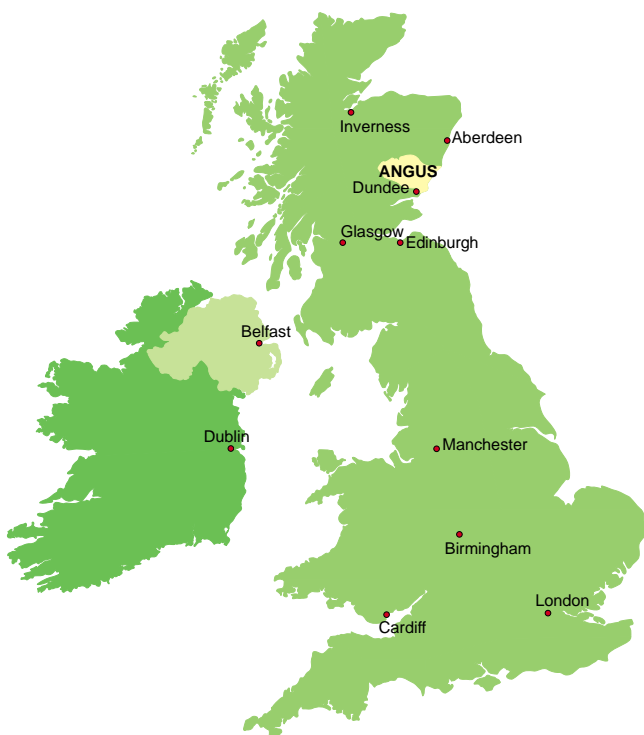 Inverness
Aberdeen
ANGUS
Dundee
Glasgow
Edinburgh
Belfast
Dublin
Manchester
Birmingham
London
Cardiff